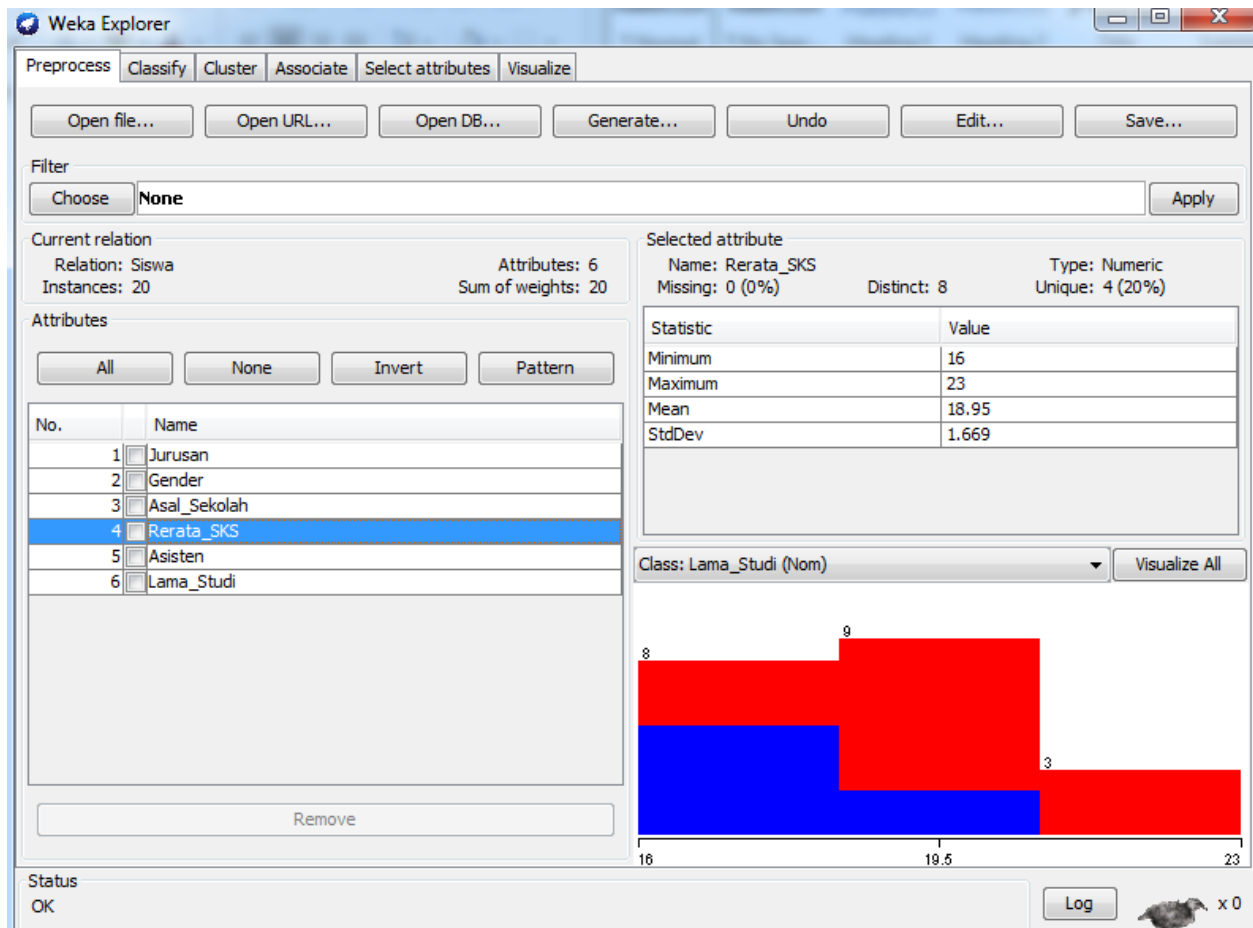 Weka Explorer
Preprocess Classify Cluster Associate Select attributes Visualize
Open file... Open URL... Open DB... Generate... Undo Edit... Save...
Filter
Choose None Apply
Current relation
Relation: Siswa Attributes: 6
Instances: 20 Sum of weights: 20
Attributes
All None Invert Pattern
No. Name
1 Jurusan
2 Gender
3 Asal_Sekolah
4 Rerata_SKS
5 Asisten
6 Lama_Studi
Remove
Selected attribute
Name: Rerata_SKS Type: Numeric
Missing: 0 (0%) Distinct: 8 Unique: 4 (20%)
Statistic Value
Minimum 16
Maximum 23
Mean 18.95
StdDev 1.669
Class: Lama_Studi (Nom) Visualize All
8 9 3
16 19.5 23
Status
OK
Log x 0